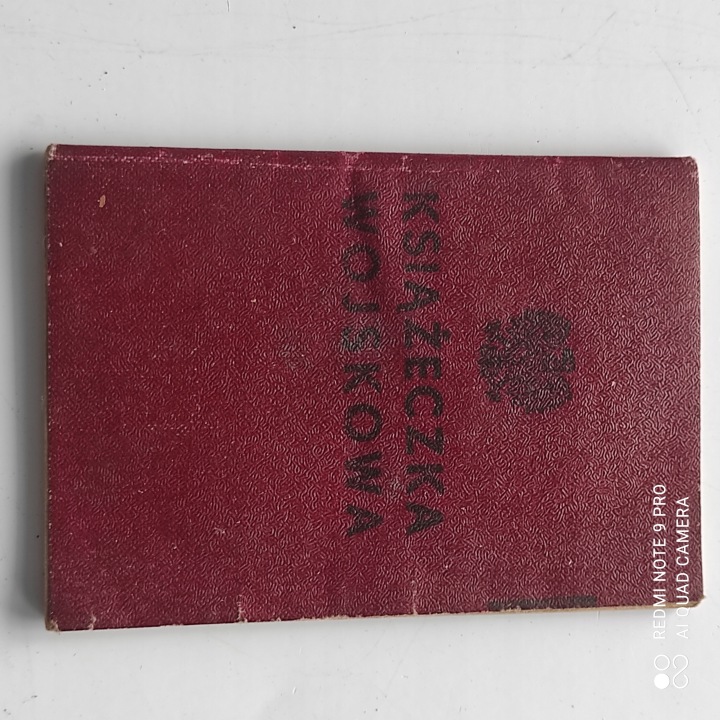 KSIĄŻECZKA
WOJSKOWA
REDMI NOTE 9 PRO
AI QUAD CAMERA